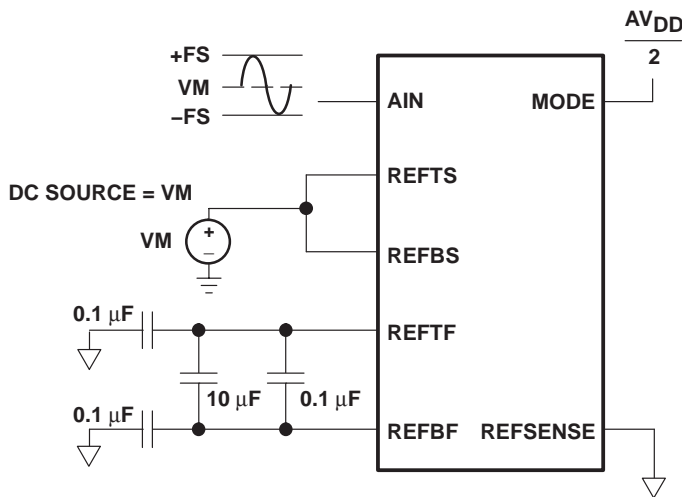 AVDD
2
+FS
VM
–FS
AIN
MODE
REFTS
DC SOURCE = VM
VM
+
–
REFBS
0.1 μF
REFTF
10 μF
0.1 μF
0.1 μF
REFBF
REFSENSE